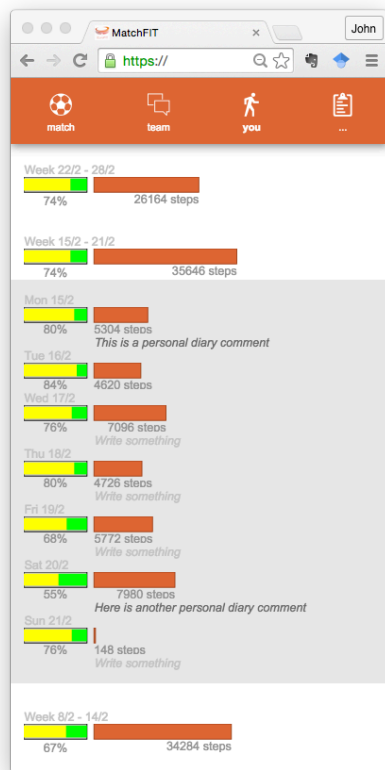 MatchFIT
John
https://
match team you ...
Week 22/2 - 28/2
74% 26164 steps
Week 15/2 - 21/2
74% 35646 steps
Mon 15/2
80% 5304 steps
This is a personal diary comment
Tue 16/2
84% 4620 steps
Wed 17/2
76% 7096 steps
Write something
Thu 18/2
80% 4726 steps
Write something
Fri 19/2
68% 5772 steps
Write something
Sat 20/2
55% 7980 steps
Here is another personal diary comment
Sun 21/2
76% 148 steps
Write something
Week 8/2 - 14/2
67% 34284 steps